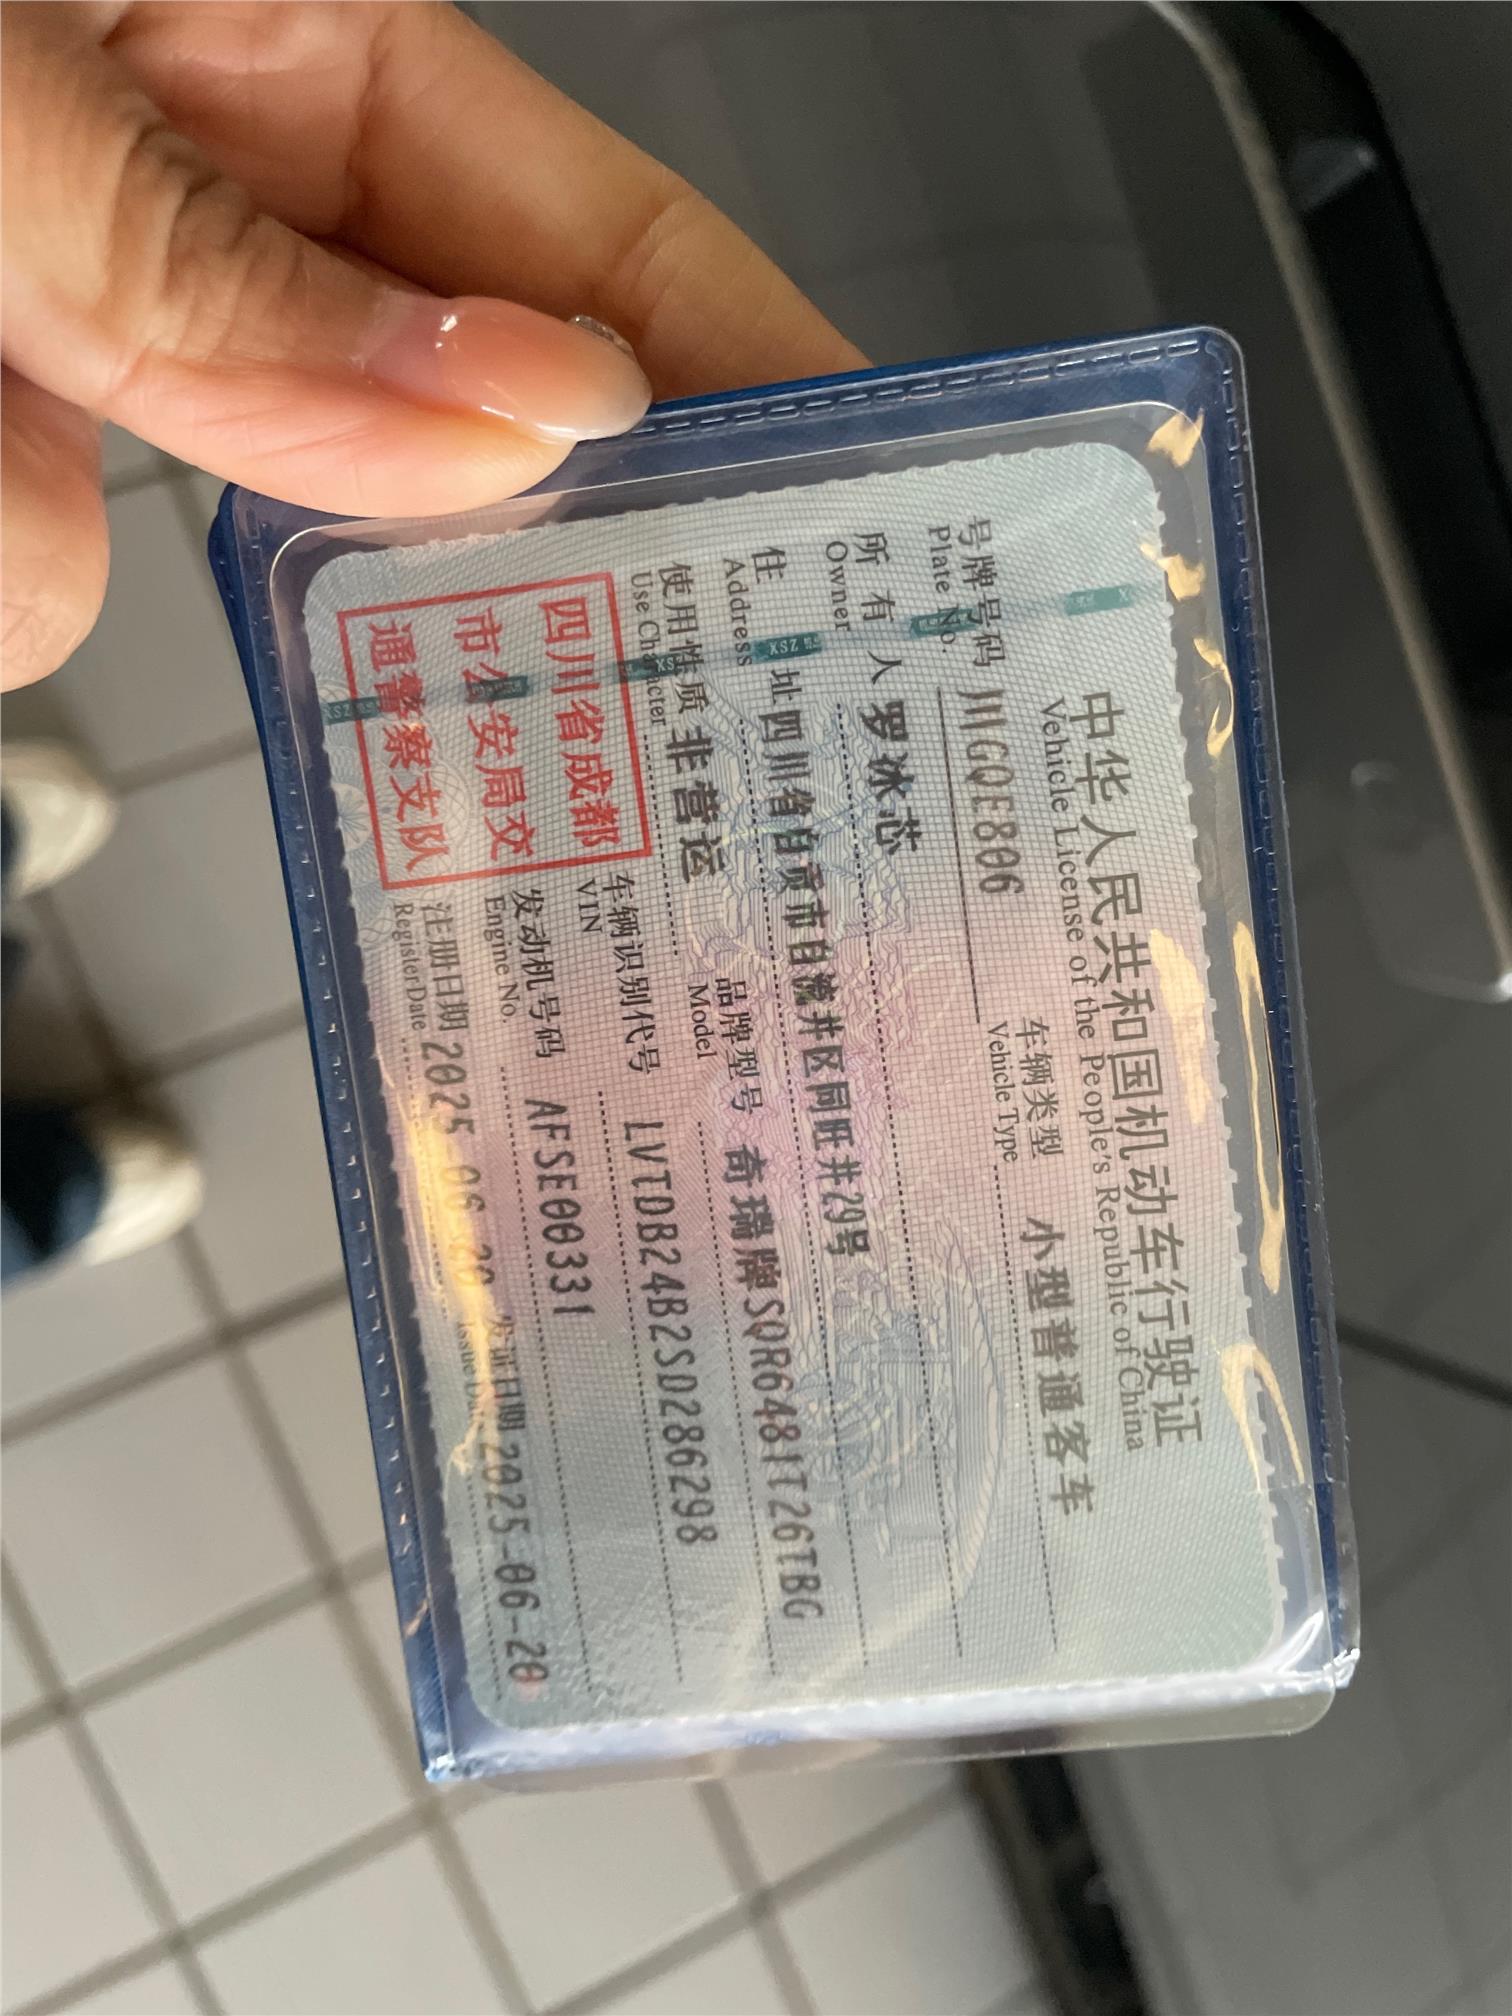 中华人民共和国机动车行驶证
Vehicle License of the People's Republic of China
号牌号码 川GQE806 车辆类型 小型普通客车
Plate No. Vehicle Type
所有人 罗冰芯
Owner
住址 四川省自贡市自流井区同旺井29号
Address
使用性质 非营运 品牌型号 奇瑞牌SQR6481T26TBG
Use Character Model
四川省成都
市公安局交
通警察支队
车辆识别代号 LVTDB24B2SD286298
VIN
发动机号码 AFSE00331
Engine No.
注册日期 2025-06-20 发证日期 2025-06-20
Register Date Issue Date